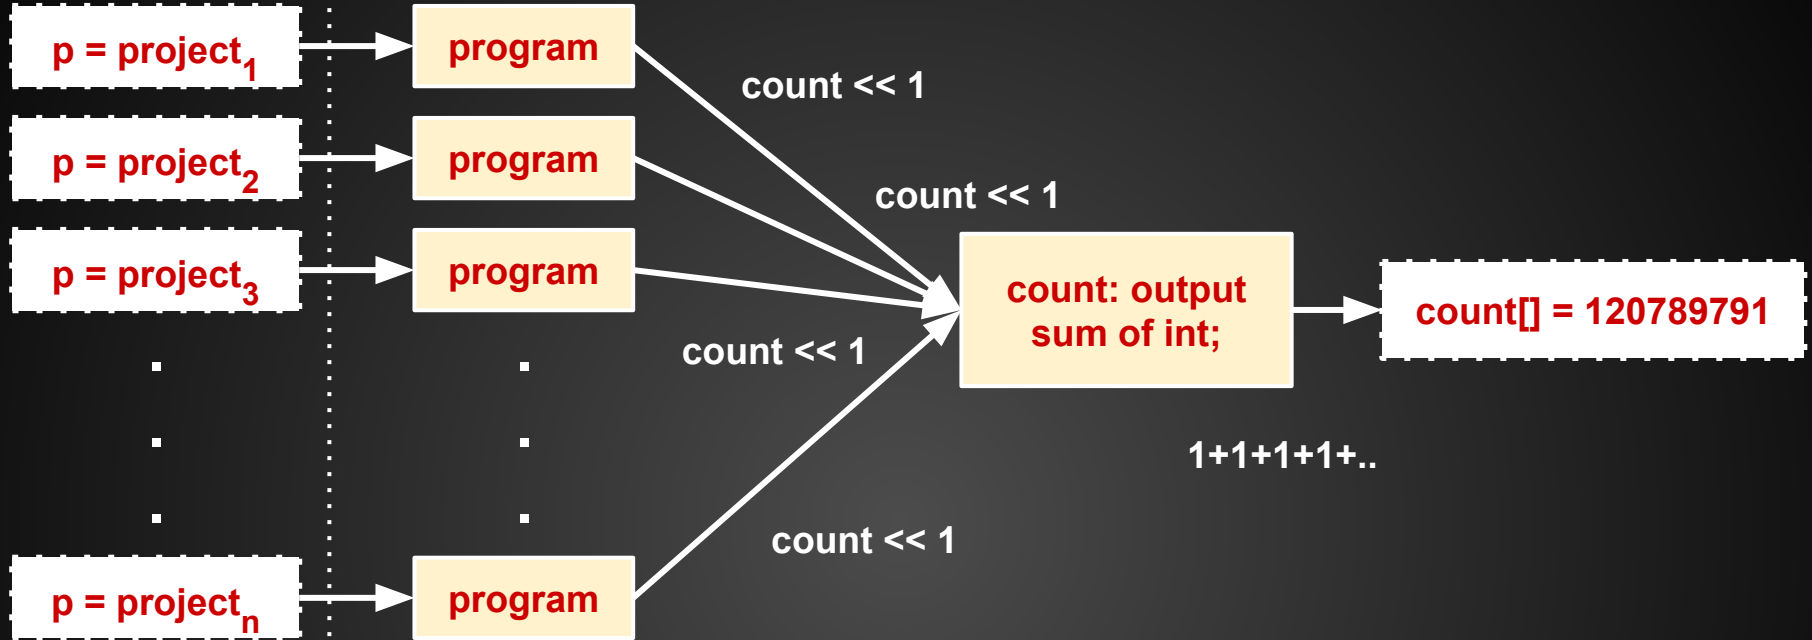 p = project1
program
count << 1
p = project2
program
count << 1
p = project3
program
count: output
sum of int;
count[] = 120789791
count << 1
1+1+1+1+..
count << 1
p = projectn
program